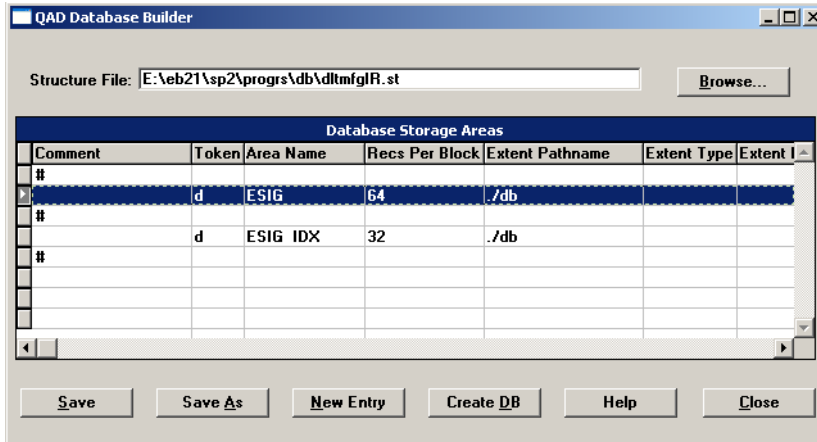 QAD Database Builder
Structure File: E:\eb21\sp2\progrs\db\dltmfgIR.st Browse...
Database Storage Areas
Comment Token Area Name Recs Per Block Extent Pathname Extent Type Extent
#
d ESIG 64 ./db
#
d ESIG_IDX 32 ./db
#
Save Save As New Entry Create DB Help Close